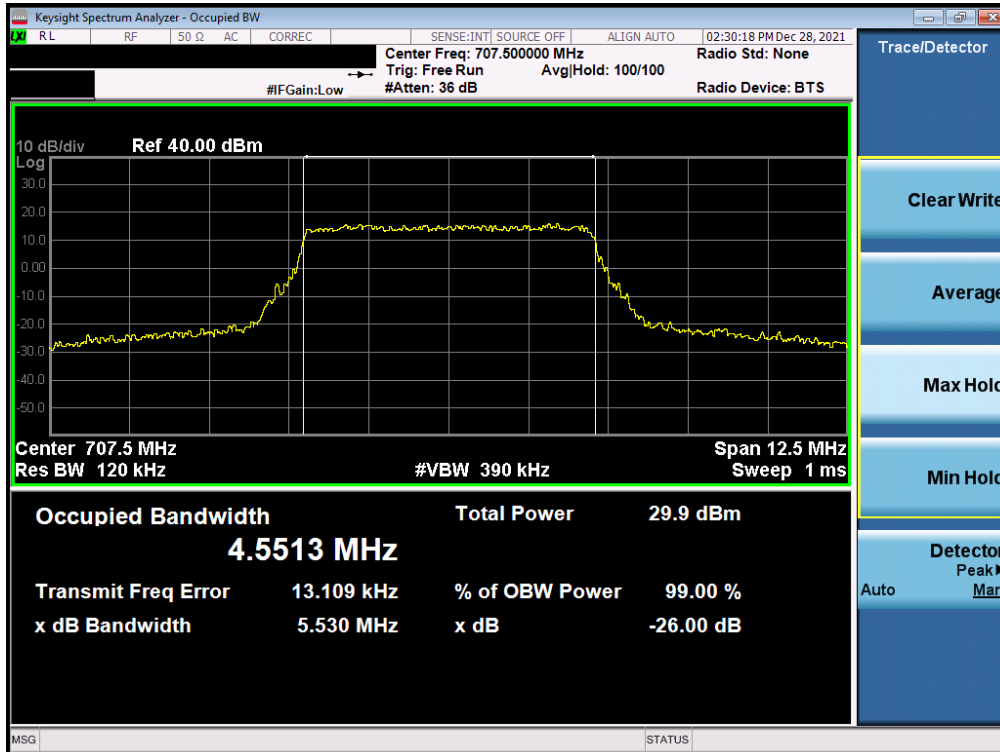 Keysight Spectrum Analyzer - Occupied BW
LXI RL RF 50 Ω AC CORREC SENSE:INT SOURCE OFF ALIGN AUTO 02:30:18 PM Dec 28, 2021
Center Freq: 707.500000 MHz Radio Std: None
Trig: Free Run Avg|Hold: 100/100
#IFGain:Low #Atten: 36 dB Radio Device: BTS
Trace/Detector
10 dB/div Ref 40.00 dBm
Log
30.0
20.0
10.0
0.00
-10.0
-20.0
-30.0
-40.0
-50.0
Center 707.5 MHz Span 12.5 MHz
Res BW 120 kHz #VBW 390 kHz Sweep 1 ms
Occupied Bandwidth Total Power 29.9 dBm
4.5513 MHz
Transmit Freq Error 13.109 kHz % of OBW Power 99.00 %
x dB Bandwidth 5.530 MHz x dB -26.00 dB
Clear Write
Average
Max Hold
Min Hold
Detector
Peak
Auto Man
MSG STATUS